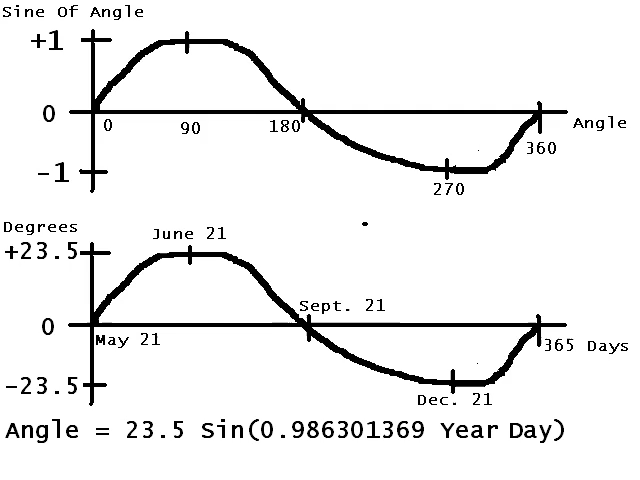 Sine Of Angle
+1
0
0
90
180
Angle
360
-1
270
Degrees
June 21
+23.5
Sept. 21
0
May 21
365 Days
-23.5
Dec. 21
Angle = 23.5 Sin(0.986301369 Year Day)